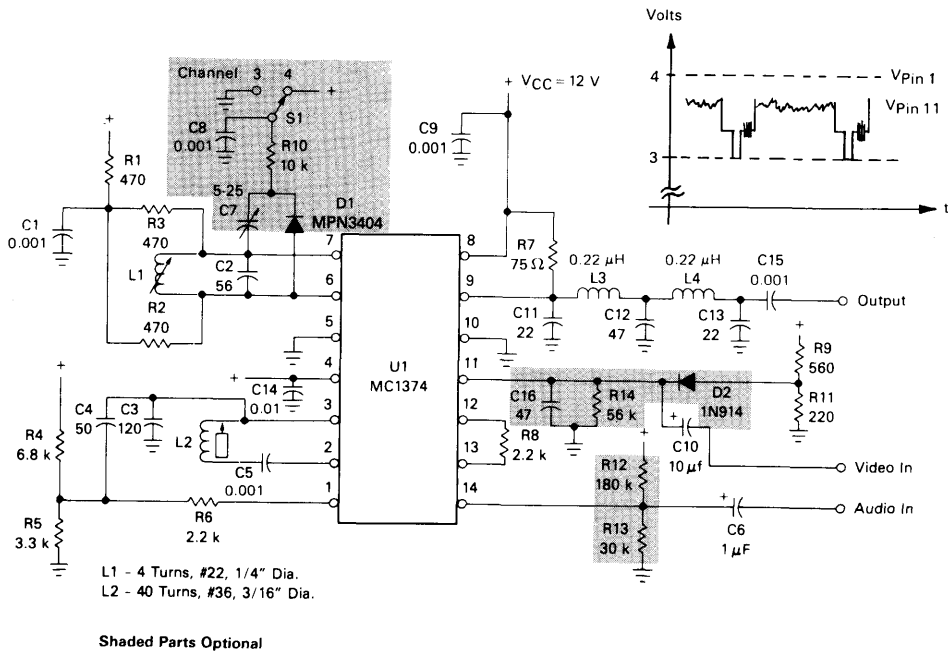 Channel 3 4
+
S1
C8
0.001
R10
10 k
5-25
C7
D1
MPN3404
+
R1
470
C1
0.001
R3
470
L1
C2
56
R2
470
+
VCC = 12 V
C9
0.001
R7
75 Ω
Volts
4
3
VPin 1
VPin 11
t
7
6
5
4
3
2
1
8
9
10
11
12
13
14
U1
MC1374
0.22 µH
L3
0.22 µH
L4
C15
0.001
Output
C11
22
C12
47
C13
22
+
R9
560
R11
220
D2
1N914
C16
47
R14
56 k
+
C10
10 µf
Video In
R8
2.2 k
+
R12
180 k
R13
30 k
+
C6
1 µF
Audio In
+
C14
0.01
+
R4
6.8 k
C4
50
C3
120
L2
C5
0.001
R5
3.3 k
R6
2.2 k
L1 - 4 Turns, #22, 1/4" Dia.
L2 - 40 Turns, #36, 3/16" Dia.
Shaded Parts Optional